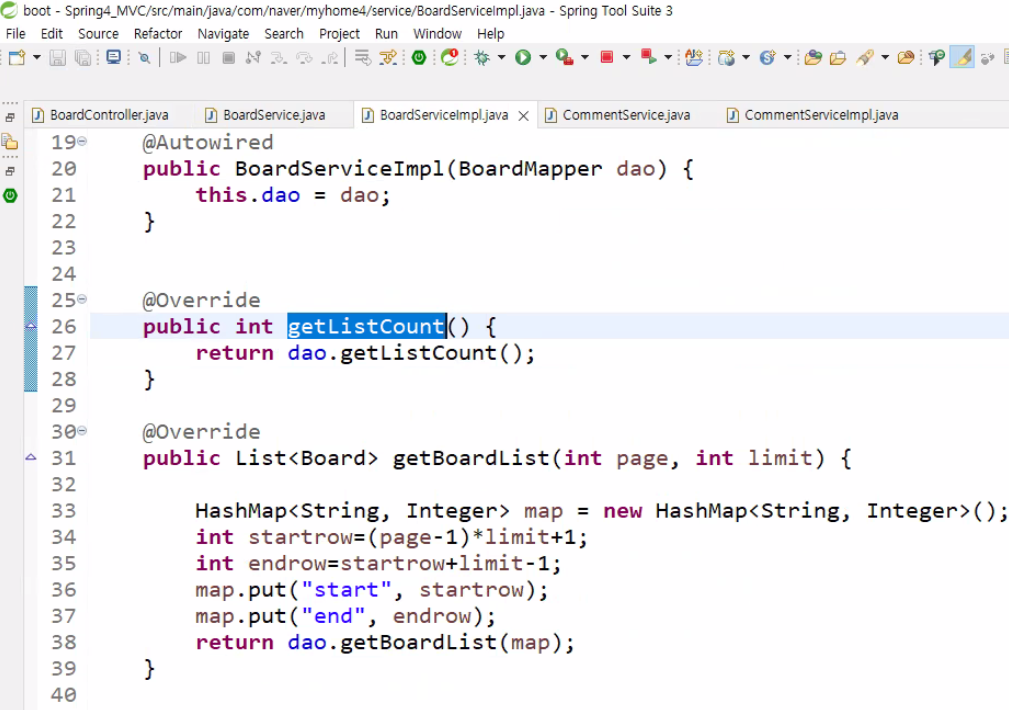 boot - Spring4_MVC/src/main/java/com/naver/myhome4/service/BoardServiceImpl.java - Spring Tool Suite 3
File Edit Source Refactor Navigate Search Project Run Window Help
BoardController.java BoardService.java BoardServiceImpl.java CommentService.java CommentServiceImpl.java
19 @Autowired
20 public BoardServiceImpl(BoardMapper dao) {
21 this.dao = dao;
22 }
23
24
25 @Override
26 public int getListCount() {
27 return dao.getListCount();
28 }
29
30 @Override
31 public List<Board> getBoardList(int page, int limit) {
32
33 HashMap<String, Integer> map = new HashMap<String, Integer>();
34 int startrow=(page-1)*limit+1;
35 int endrow=startrow+limit-1;
36 map.put("start", startrow);
37 map.put("end", endrow);
38 return dao.getBoardList(map);
39 }
40